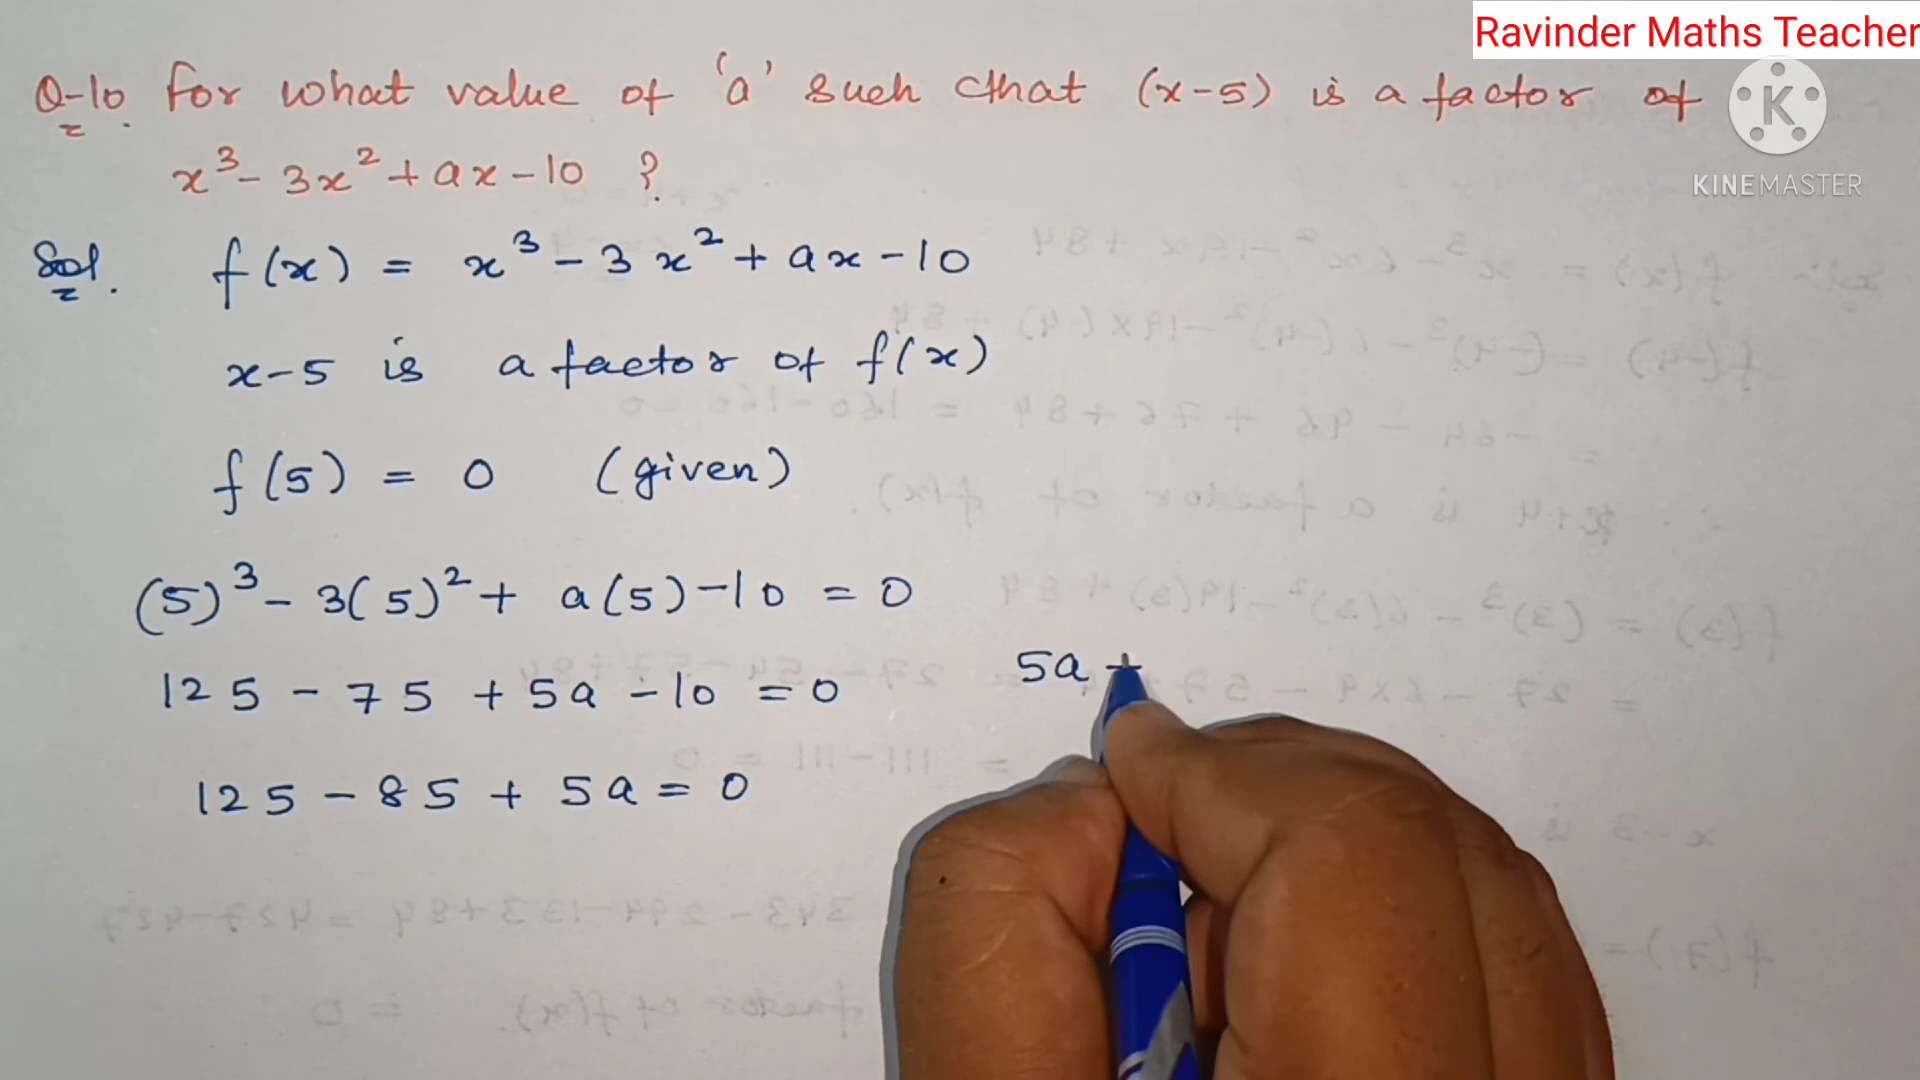 Ravinder Maths Teacher
Q-10. For what value of 'a' such that (x-5) is a factor of
x³- 3x²+ax-10 ?
KINEMASTER
Sol. f(x) = x³-3x²+ax-10
x-5 is a factor of f(x)
f(5) = 0 (given)
(5)³- 3(5)²+ a(5)-10 = 0
125 - 75 +5a -10 =0
5a +
125 - 85 + 5a = 0